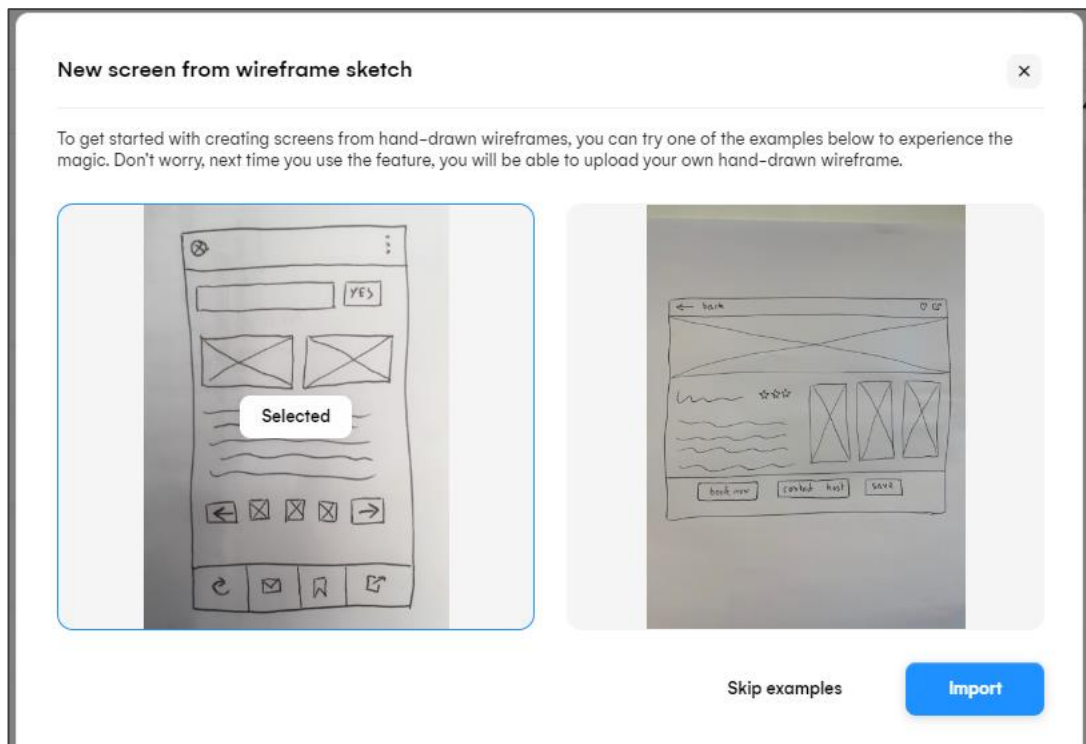 New screen from wireframe sketch
To get started with creating screens from hand-drawn wireframes, you can try one of the examples below to experience the
magic. Don't worry, next time you use the feature, you will be able to upload your own hand-drawn wireframe.
YES
Selected
back
book now
contact host
save
Skip examples
Import